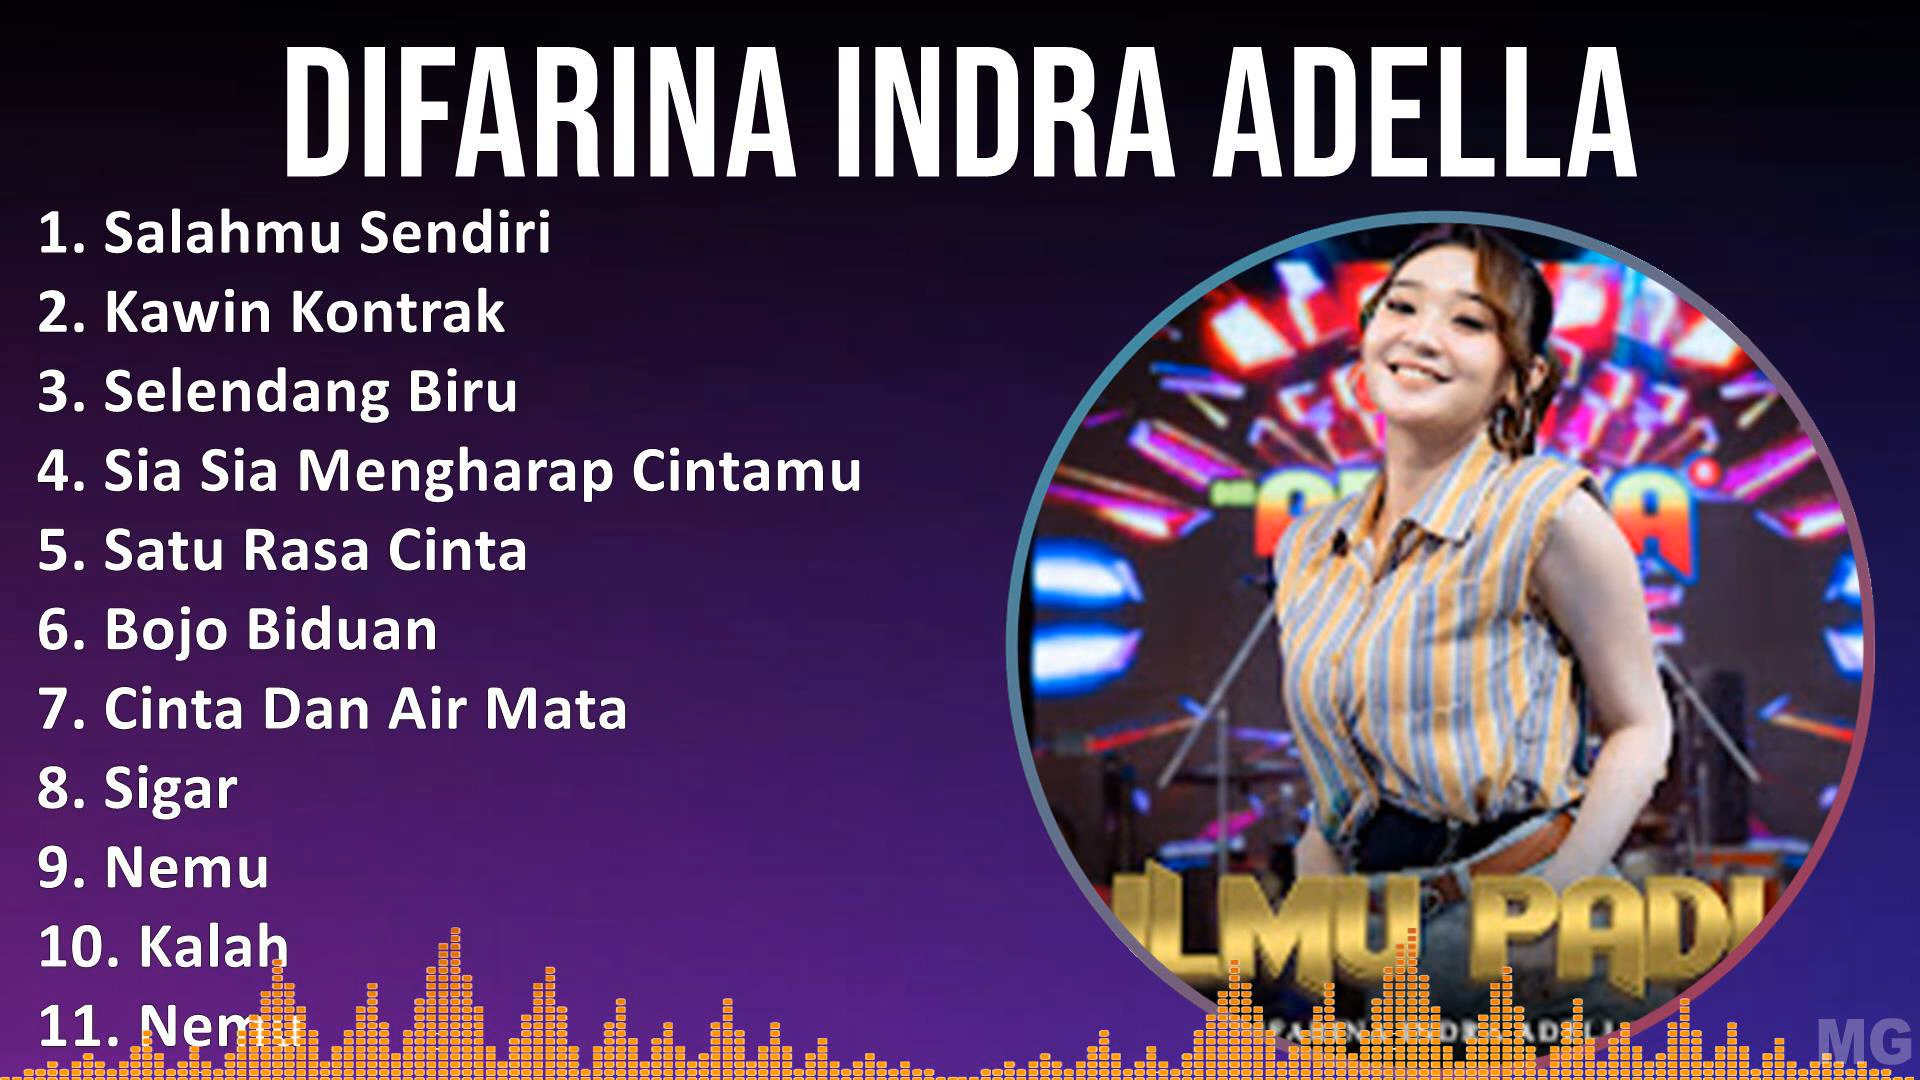 DIFARINA INDRA ADELLA
1. Salahmu Sendiri
2. Kawin Kontrak
3. Selendang Biru
4. Sia Sia Mengharap Cintamu
5. Satu Rasa Cinta
6. Bojo Biduan
7. Cinta Dan Air Mata
8. Sigar
9. Nemu
10. Kalah
11. Nemu
ILMU PADI
INDRA ADELL
MG